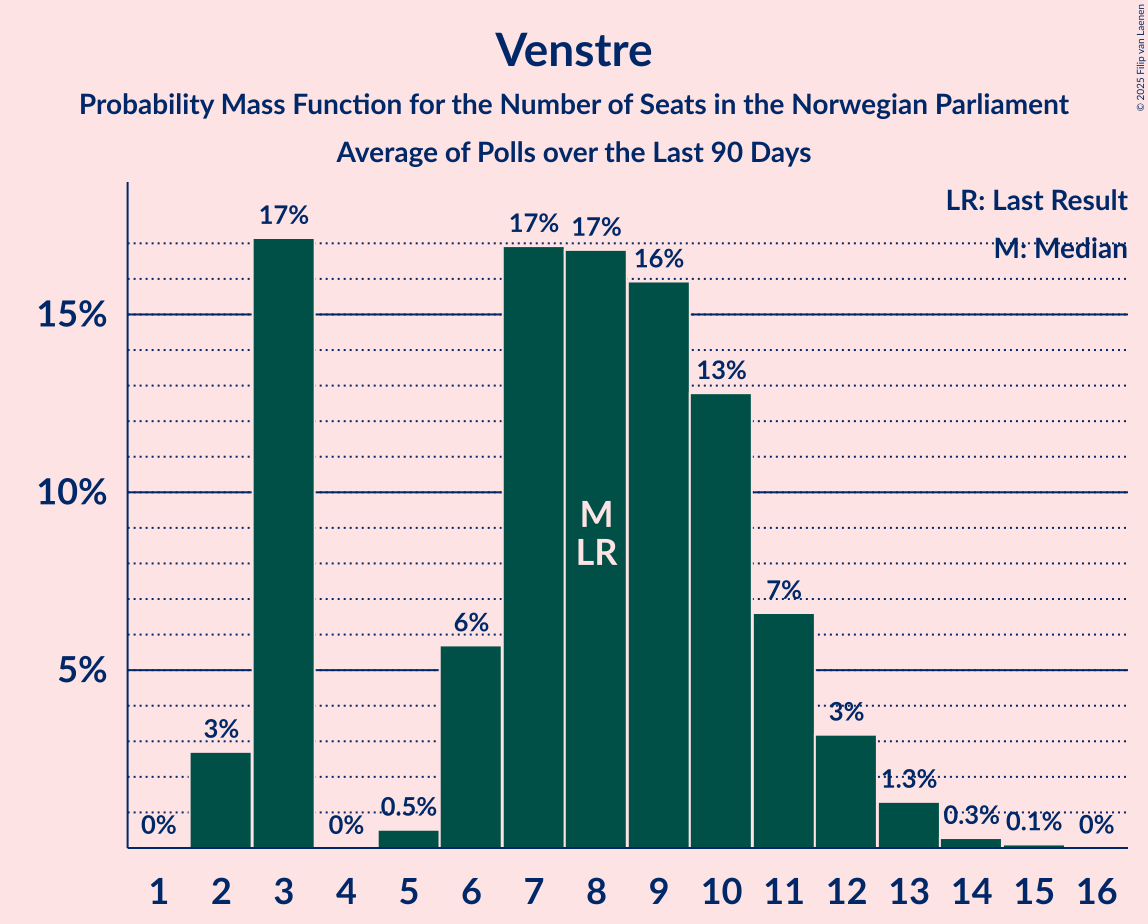 © 2025 Filip van Laenen
Venstre
Probability Mass Function for the Number of Seats in the Norwegian Parliament
Average of Polls over the Last 90 Days
LR: Last Result
M: Median
15%
10%
5%
0%
3%
17%
0%
0.5%
6%
17%
17%
16%
13%
7%
3%
1.3%
0.3%
0.1%
0%
M
LR
1 2 3 4 5 6 7 8 9 10 11 12 13 14 15 16